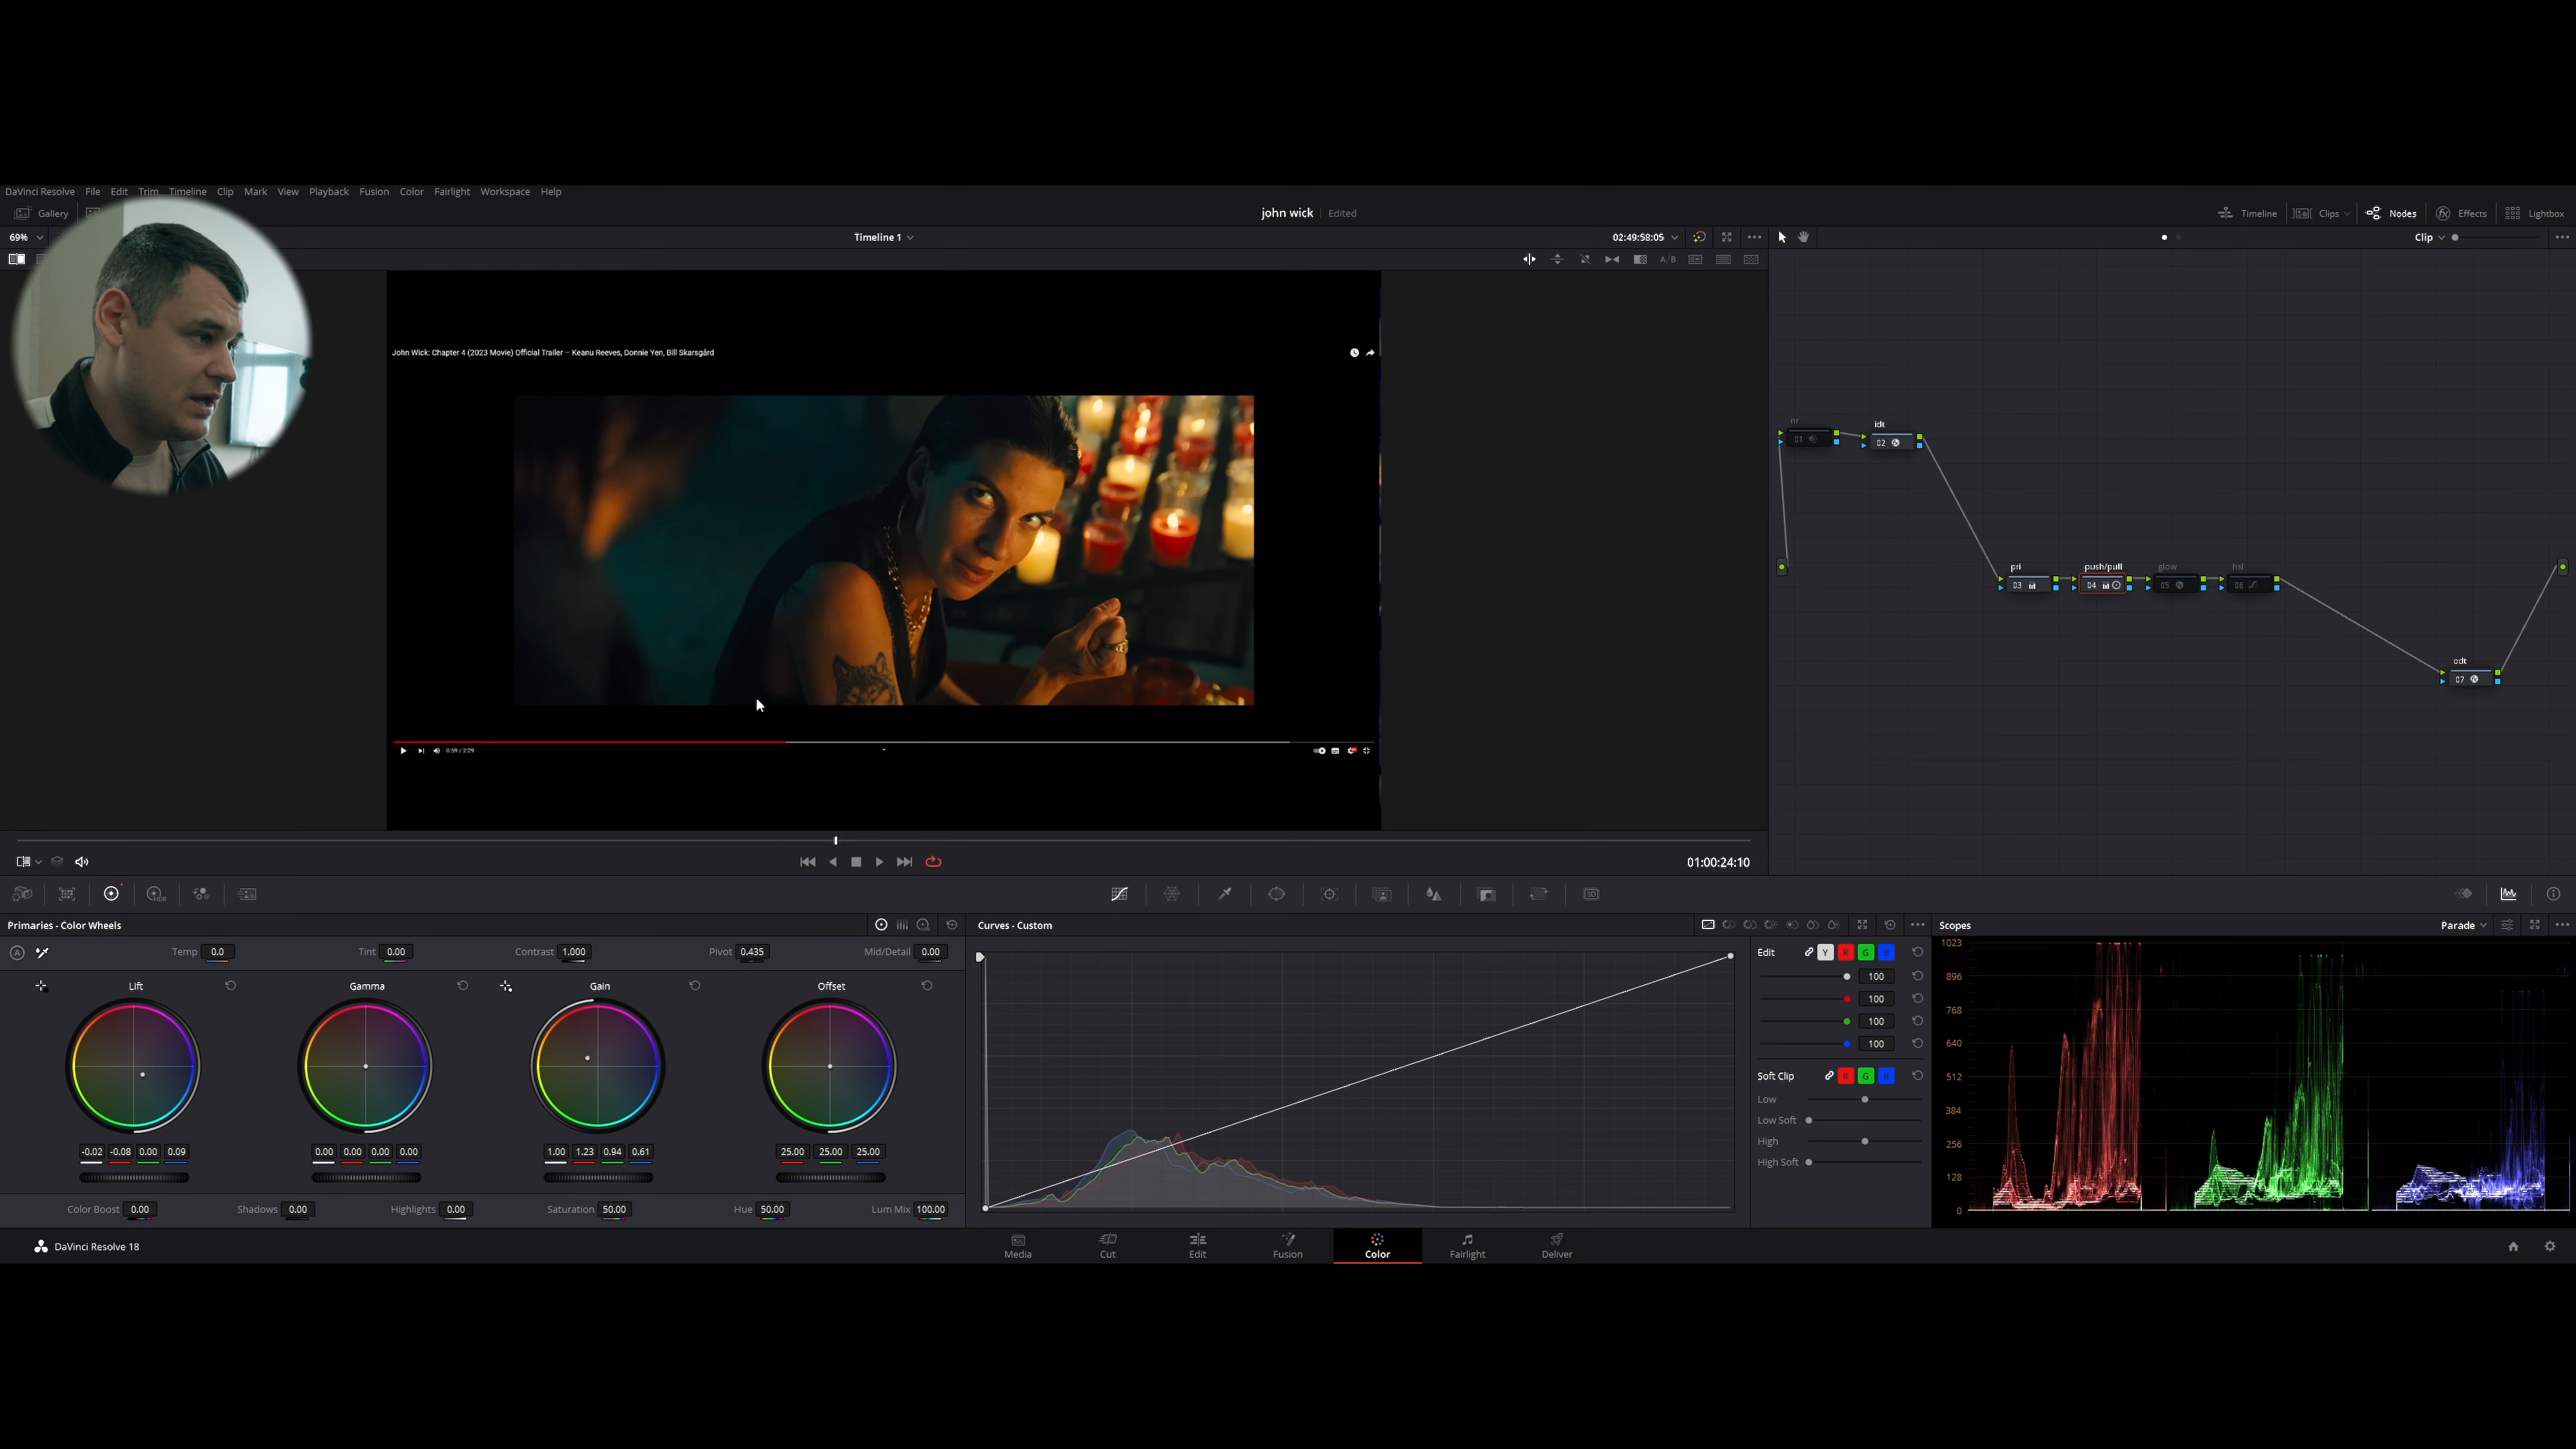 DaVinci Resolve File Edit Trim Timeline Clip Mark View Playback Fusion Color Fairlight Workspace Help
Gallery
john wick Edited
Timeline Clips Nodes Effects Lightbox
69%
Timeline 1
02:49:58:05
Clip
A/B
John Wick: Chapter 4 (2023 Movie) Official Trailer – Keanu Reeves, Donnie Yen, Bill Skarsgård
nr
01
idt
02
pri
03
push/pull
04
glow
05
hsl
06
odt
07
0:59 / 2:29
01:00:24:10
HDR
3D
Primaries - Color Wheels
Curves - Custom
Scopes
Parade
A
Temp 0.0 Tint 0.00 Contrast 1.000 Pivot 0.435 Mid/Detail 0.00
Lift Gamma Gain Offset
-0.02 -0.08 0.00 0.09
0.00 0.00 0.00 0.00
1.00 1.23 0.94 0.61
25.00 25.00 25.00
Color Boost 0.00 Shadows 0.00 Highlights 0.00 Saturation 50.00 Hue 50.00 Lum Mix 100.00
Edit Y R G B
100
100
100
100
Soft Clip R G B
Low
Low Soft
High
High Soft
1023
896
768
640
512
384
256
128
0
DaVinci Resolve 18
Media Cut Edit Fusion Color Fairlight Deliver